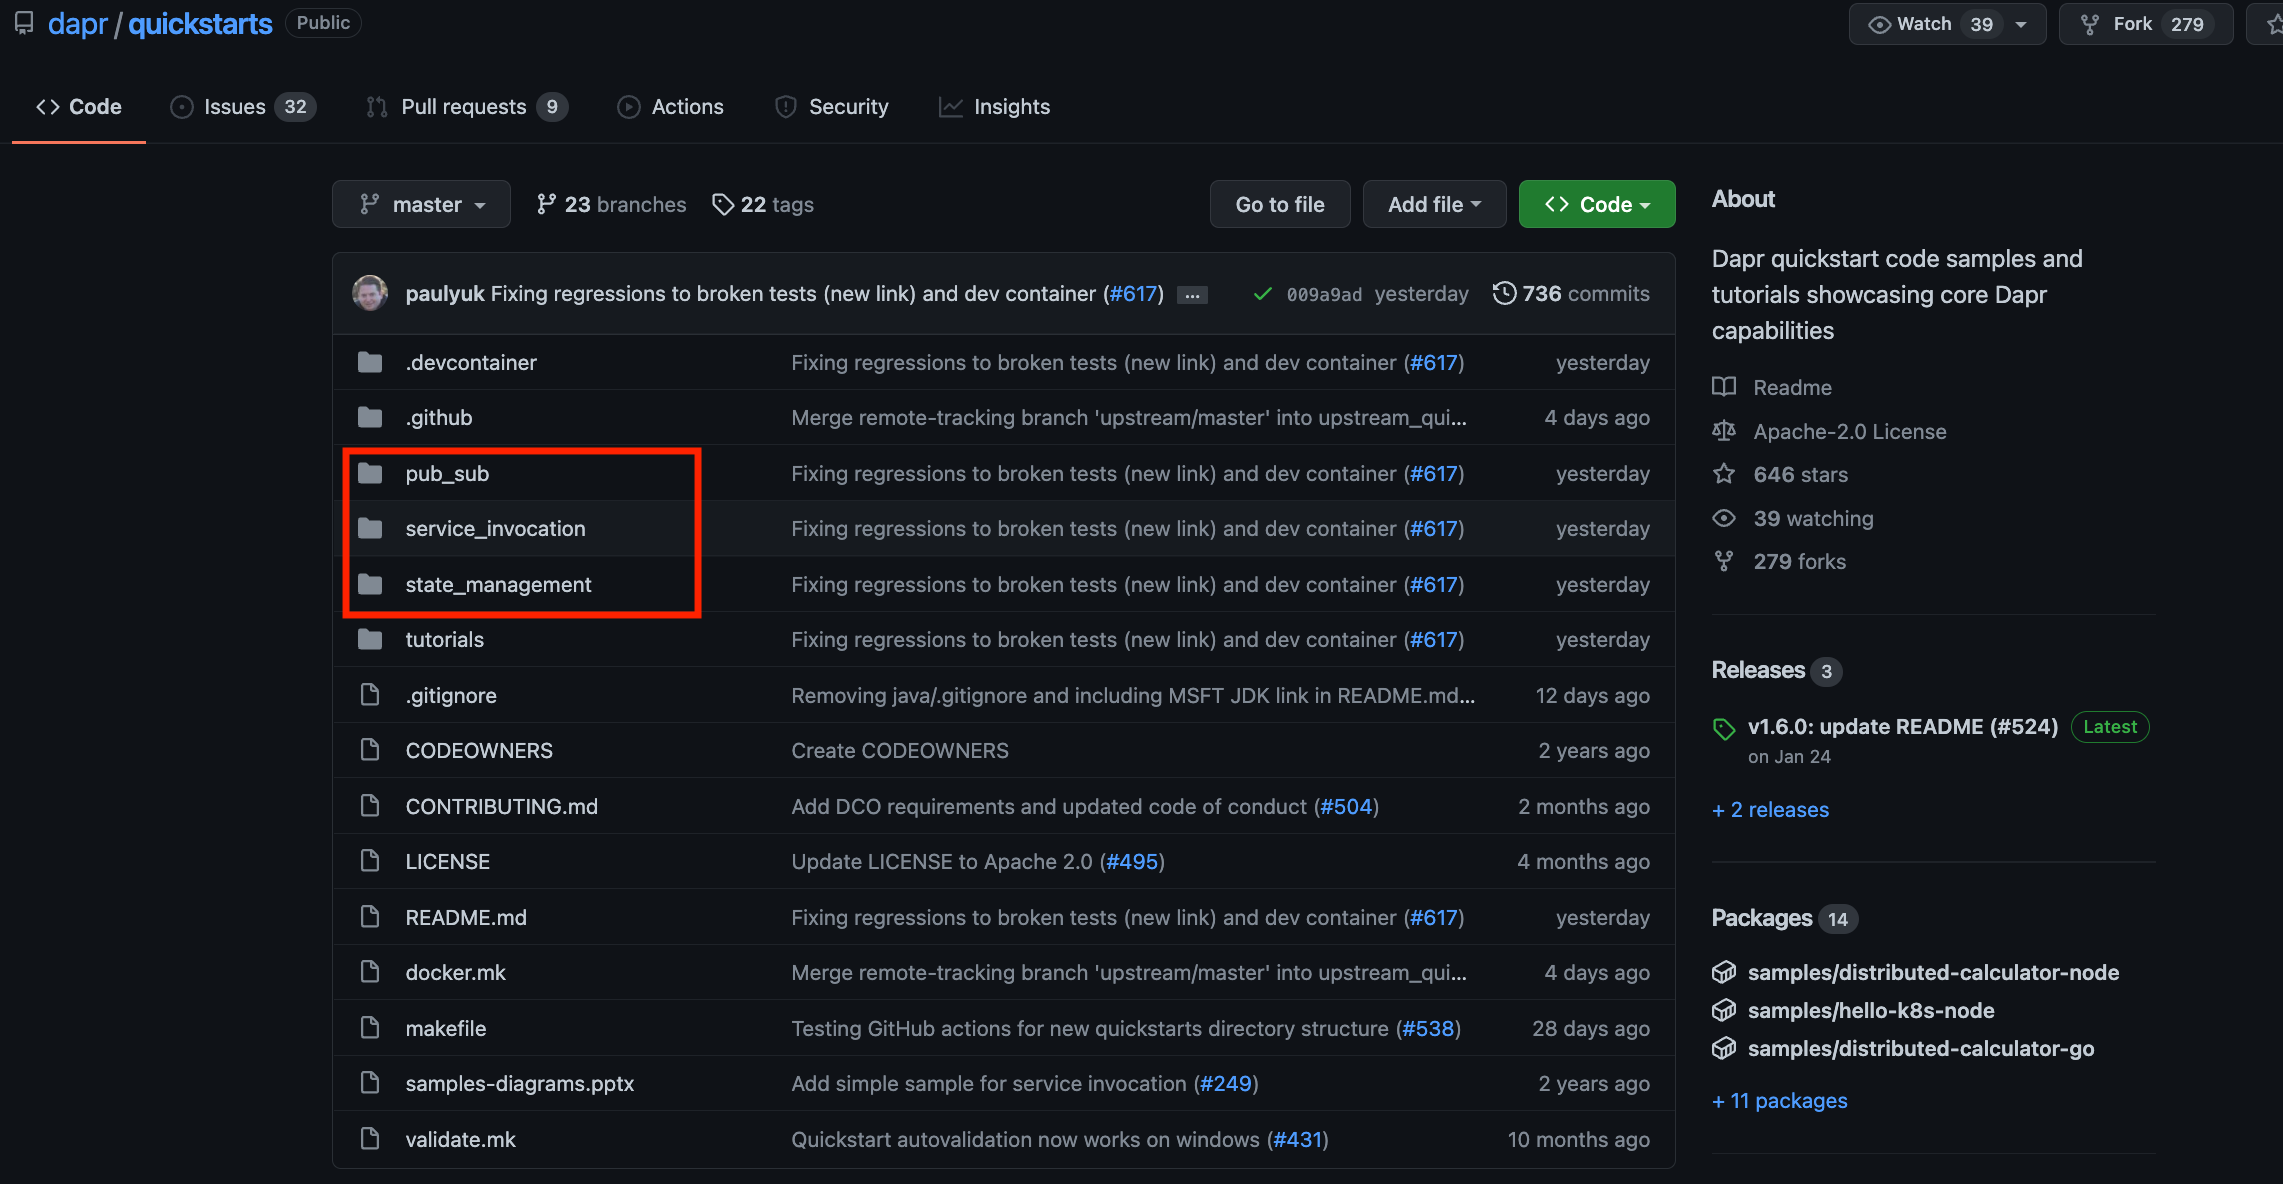 dapr / quickstarts Public Watch 39 Fork 279
Code Issues 32 Pull requests 9 Actions Security Insights
master 23 branches 22 tags Go to file Add file Code
paulyuk Fixing regressions to broken tests (new link) and dev container (#617) ... 009a9ad yesterday 736 commits
.devcontainer Fixing regressions to broken tests (new link) and dev container (#617) yesterday
.github Merge remote-tracking branch 'upstream/master' into upstream_qui... 4 days ago
pub_sub Fixing regressions to broken tests (new link) and dev container (#617) yesterday
service_invocation Fixing regressions to broken tests (new link) and dev container (#617) yesterday
state_management Fixing regressions to broken tests (new link) and dev container (#617) yesterday
tutorials Fixing regressions to broken tests (new link) and dev container (#617) yesterday
.gitignore Removing java/.gitignore and including MSFT JDK link in README.md... 12 days ago
CODEOWNERS Create CODEOWNERS 2 years ago
CONTRIBUTING.md Add DCO requirements and updated code of conduct (#504) 2 months ago
LICENSE Update LICENSE to Apache 2.0 (#495) 4 months ago
README.md Fixing regressions to broken tests (new link) and dev container (#617) yesterday
docker.mk Merge remote-tracking branch 'upstream/master' into upstream_qui... 4 days ago
makefile Testing GitHub actions for new quickstarts directory structure (#538) 28 days ago
samples-diagrams.pptx Add simple sample for service invocation (#249) 2 years ago
validate.mk Quickstart autovalidation now works on windows (#431) 10 months ago
About
Dapr quickstart code samples and
tutorials showcasing core Dapr
capabilities
Readme
Apache-2.0 License
646 stars
39 watching
279 forks
Releases 3
v1.6.0: update README (#524) Latest
on Jan 24
+ 2 releases
Packages 14
samples/distributed-calculator-node
samples/hello-k8s-node
samples/distributed-calculator-go
+ 11 packages